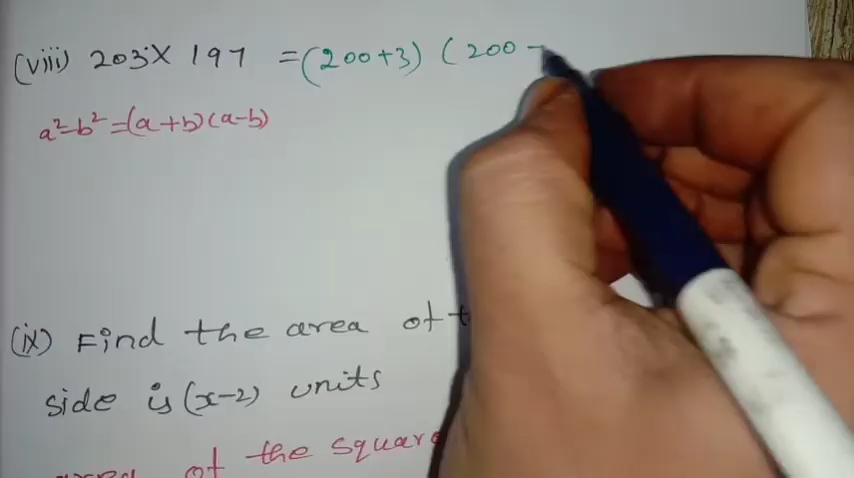 (viii) 203 X 197 = (200+3) (200 -
a²-b² = (a+b)(a-b)
(ix) Find the area of
side is (x-2) units
of the square